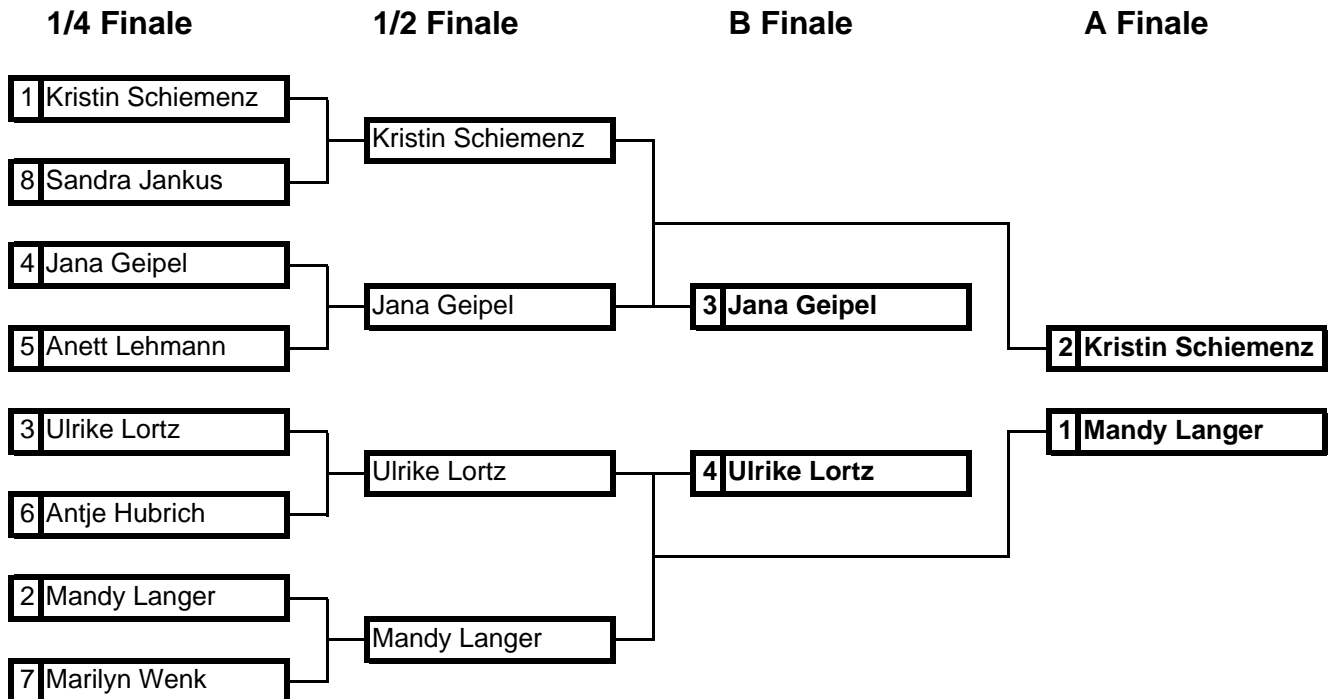 1/4 Finale 1/2 Finale B Finale A Finale
1 Kristin Schiemenz
Kristin Schiemenz
8 Sandra Jankus
4 Jana Geipel
Jana Geipel
3 Jana Geipel
5 Anett Lehmann
2 Kristin Schiemenz
3 Ulrike Lortz
1 Mandy Langer
Ulrike Lortz
4 Ulrike Lortz
6 Antje Hubrich
2 Mandy Langer
Mandy Langer
7 Marilyn Wenk